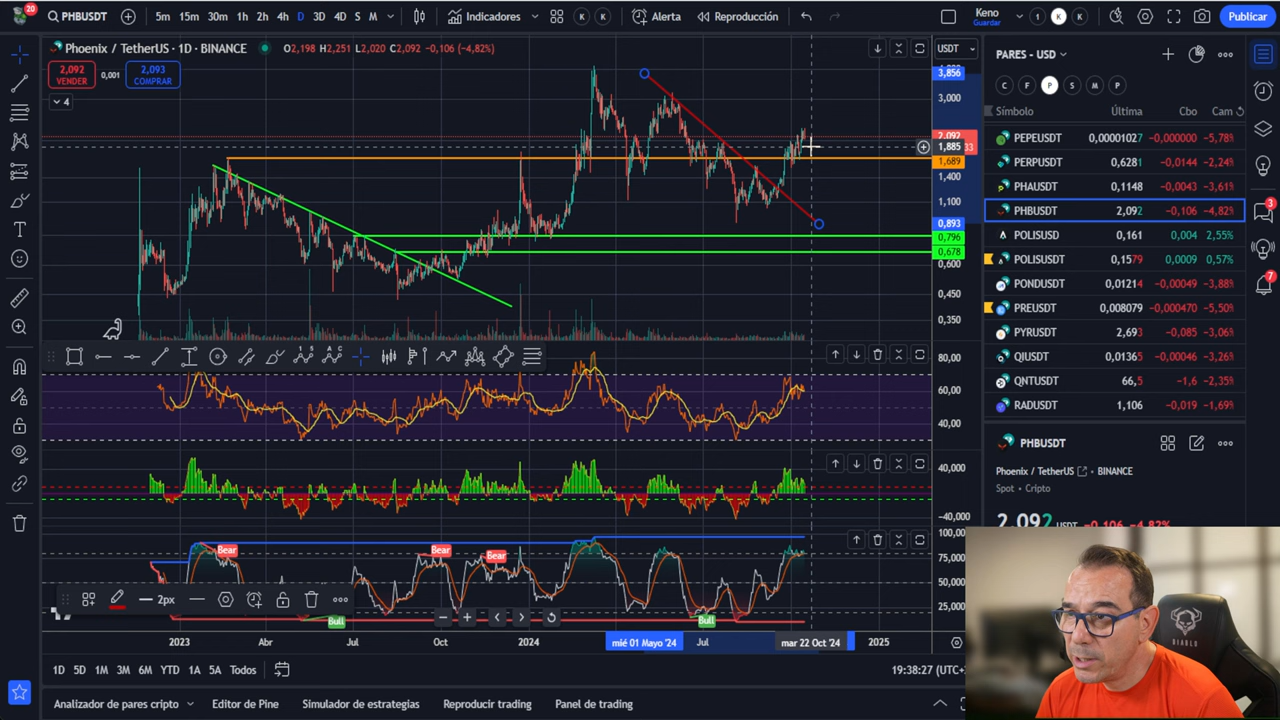 20
PHBUSDT
5m 15m 30m 1h 2h 4h D 3D 4D S M
Indicadores
K K
Alerta
Reproducción
Keno
Guardar
1 K K
Publicar
Phoenix / TetherUS · 1D · BINANCE
O2,198 H2,251 L2,020 C2,092 -0,106 (-4,82%)
2,092
VENDER
0,001
2,093
COMPRAR
4
USDT
3,856
3,000
2,092
1,885
1,689
1,400
1,100
0,893
0,796
0,678
0,600
0,450
0,350
80,00
60,00
40,00
40,000
-40,000
100,00
75,000
50,000
25,000
Bear
Bear
Bear
Bull
Bull
2px
2023 Abr Jul Oct 2024 mié 01 Mayo '24 Jul mar 22 Oct '24 2025
1D 5D 1M 3M 6M YTD 1A 5A Todos
19:38:27 (UTC+
Analizador de pares cripto
Editor de Pine
Simulador de estrategias
Reproducir trading
Panel de trading
PARES - USD
C F P S M P
Símbolo Última Cbo Cam
PEPEUSDT 0,00001027 -0,000000 -5,78%
PERPUSDT 0,6281 -0,0144 -2,24%
PHAUSDT 0,1148 -0,0043 -3,61%
PHBUSDT 2,092 -0,106 -4,82%
POLISUSD 0,161 0,004 2,55%
POLISUSDT 0,1579 0,0009 0,57%
PONDUSDT 0,01214 -0,00049 -3,88%
PREUSDT 0,008079 -0,000470 -5,50%
PYRUSDT 2,693 -0,085 -3,06%
QIUSDT 0,01365 -0,00046 -3,26%
QNTUSDT 66,5 -1,6 -2,35%
RADUSDT 1,106 -0,019 -1,69%
PHBUSDT
Phoenix / TetherUS · BINANCE
Spot · Cripto
2,092 USDT -0,106 -4,82%
3
7
DIABLO